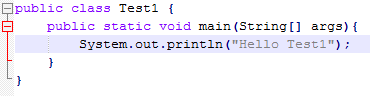 public class Test1 {
    public static void main(String[] args){
        System.out.println("Hello Test1");
    }
}